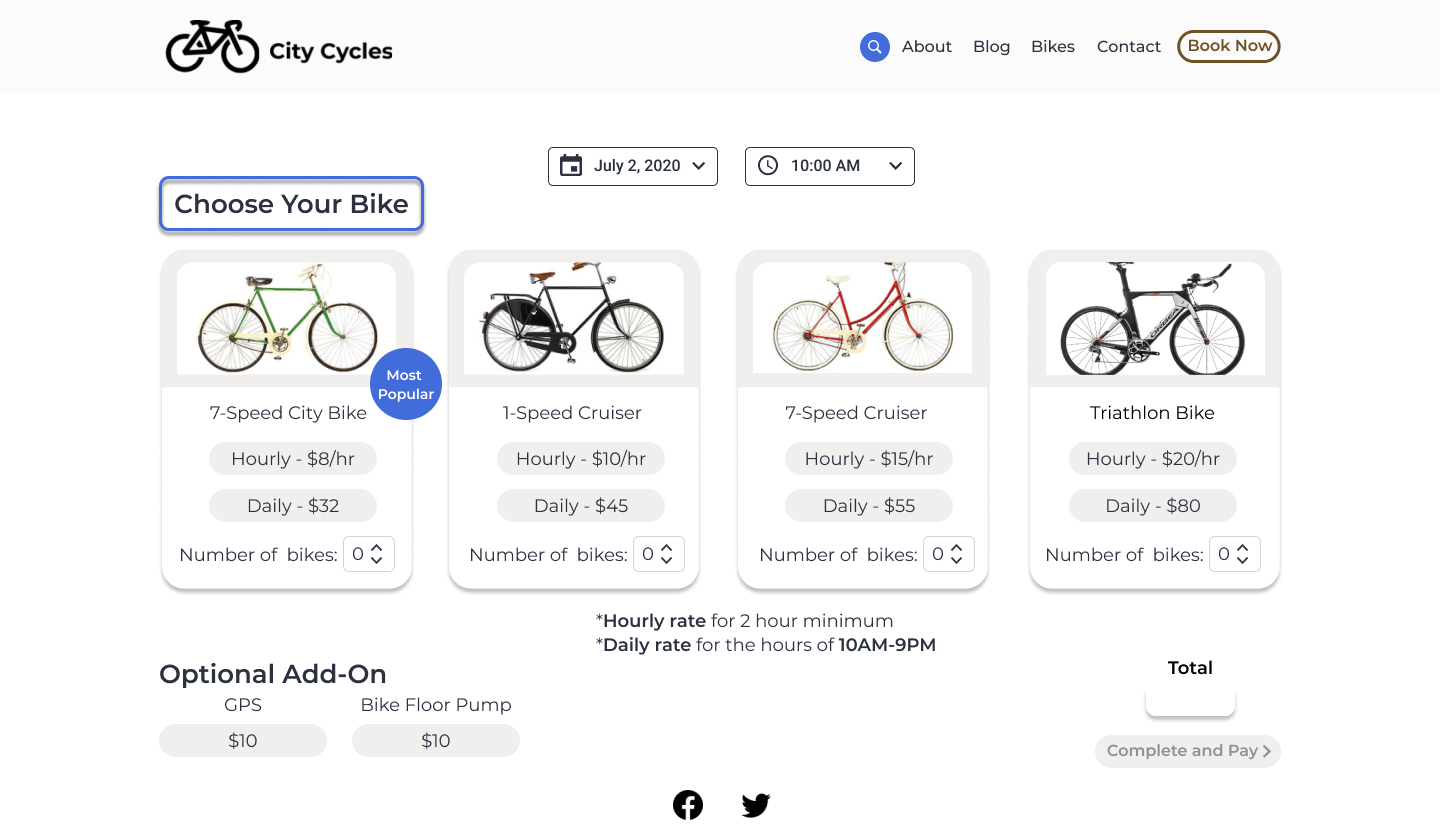 City Cycles
About Blog Bikes Contact Book Now
July 2, 2020 10:00 AM
Choose Your Bike
Most
Popular
7-Speed City Bike 1-Speed Cruiser 7-Speed Cruiser Triathlon Bike
Hourly - $8/hr Hourly - $10/hr Hourly - $15/hr Hourly - $20/hr
Daily - $32 Daily - $45 Daily - $55 Daily - $80
Number of bikes: 0 Number of bikes: 0 Number of bikes: 0 Number of bikes: 0
*Hourly rate for 2 hour minimum
*Daily rate for the hours of 10AM-9PM
Optional Add-On Total
GPS Bike Floor Pump
$10 $10
Complete and Pay